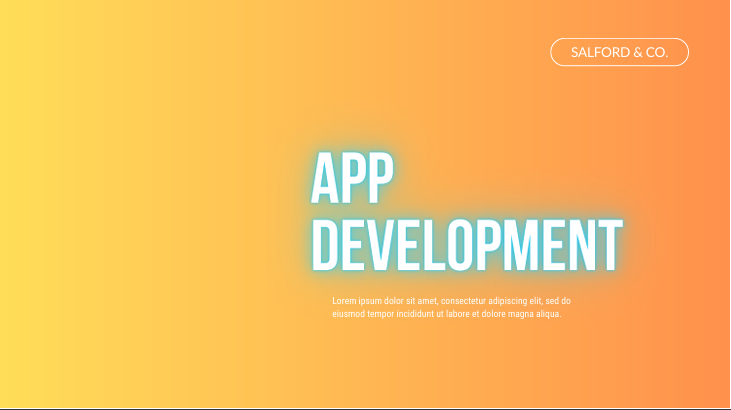 SALFORD & CO.
APP
DEVELOPMENT
Lorem ipsum dolor sit amet, consectetur adipiscing elit, sed do
eiusmod tempor incididunt ut labore et dolore magna aliqua.